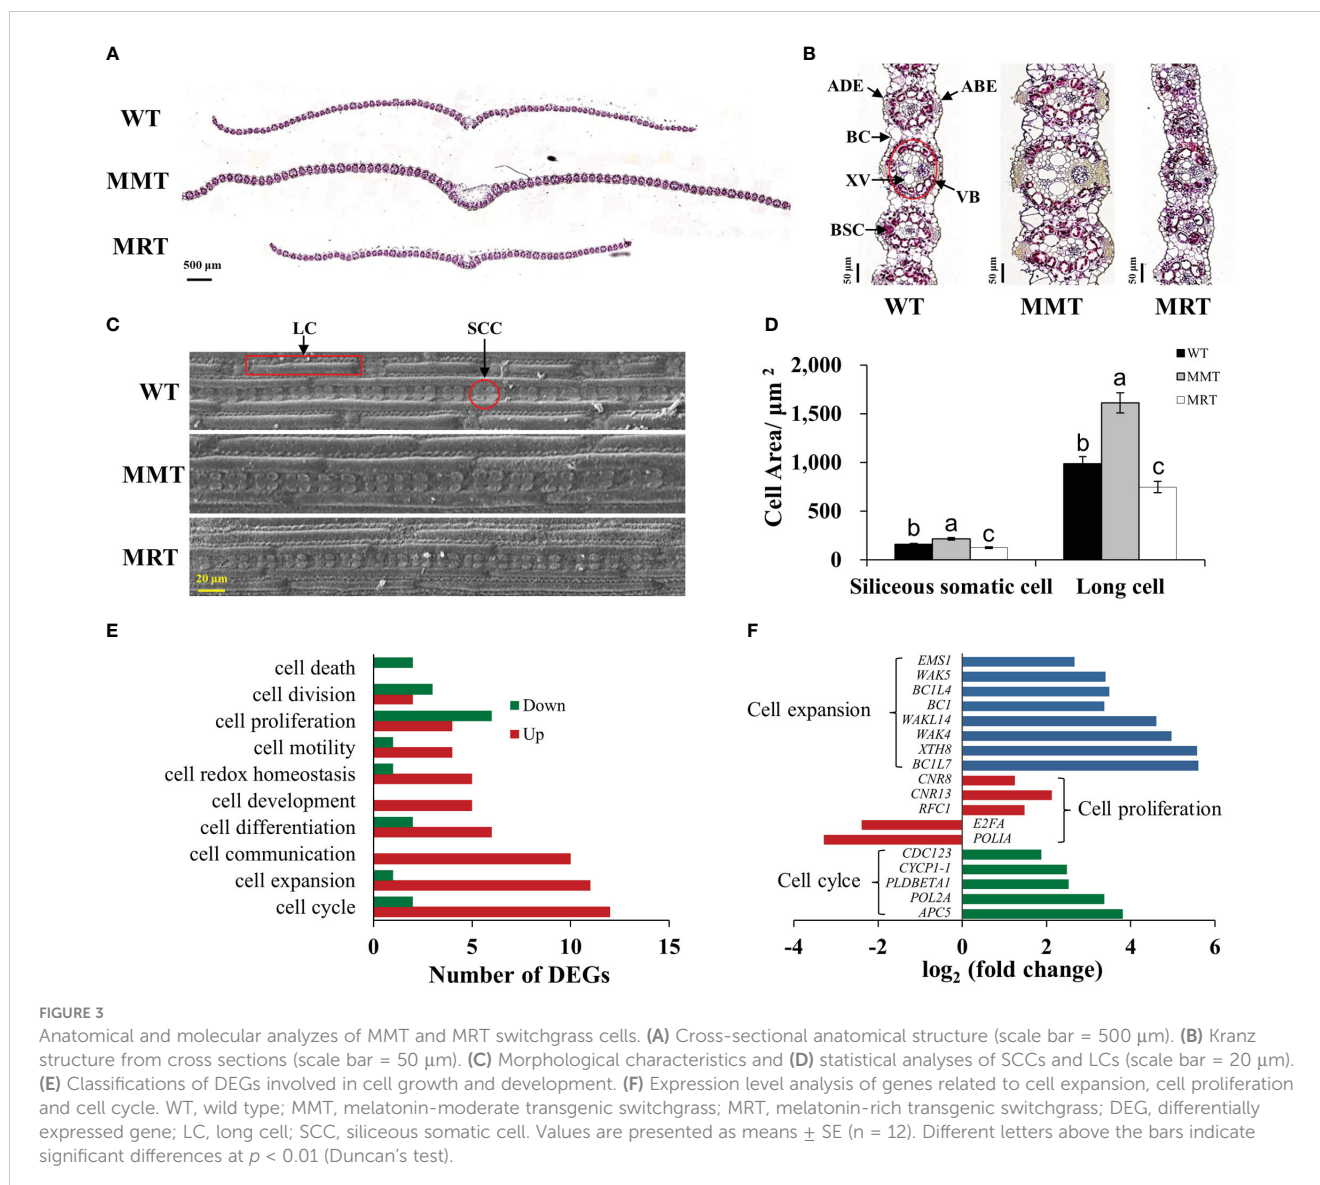 A
WT
MMT
MRT
500 µm
B
ADE
ABE
BC
XV
VB
BSC
50 µm
50 µm
50 µm
WT
MMT
MRT
C
LC
SCC
WT
MMT
MRT
20 µm
D
Cell Area/ µm 2
2,000
1,500
1,000
500
0
b
a
c
b
a
c
WT
MMT
MRT
Siliceous somatic cell
Long cell
E
cell death
cell division
cell proliferation
cell motility
cell redox homeostasis
cell development
cell differentiation
cell communication
cell expansion
cell cycle
Down
Up
0 5 10 15
Number of DEGs
F
Cell expansion
EMS1
WAK5
BC1L4
BC1
WAKL14
WAK4
XTH8
BC1L7
CNR8
CNR13
RFC1
E2FA
POLIA
Cell proliferation
Cell cylce
CDC123
CYCP1-1
PLDBETA1
POL2A
APC5
-4 -2 0 2 4 6
log2 (fold change)
FIGURE 3
Anatomical and molecular analyzes of MMT and MRT switchgrass cells. (A) Cross-sectional anatomical structure (scale bar = 500 µm). (B) Kranz
structure from cross sections (scale bar = 50 µm). (C) Morphological characteristics and (D) statistical analyses of SCCs and LCs (scale bar = 20 µm).
(E) Classifications of DEGs involved in cell growth and development. (F) Expression level analysis of genes related to cell expansion, cell proliferation
and cell cycle. WT, wild type; MMT, melatonin-moderate transgenic switchgrass; MRT, melatonin-rich transgenic switchgrass; DEG, differentially
expressed gene; LC, long cell; SCC, siliceous somatic cell. Values are presented as means ± SE (n = 12). Different letters above the bars indicate
significant differences at p < 0.01 (Duncan's test).